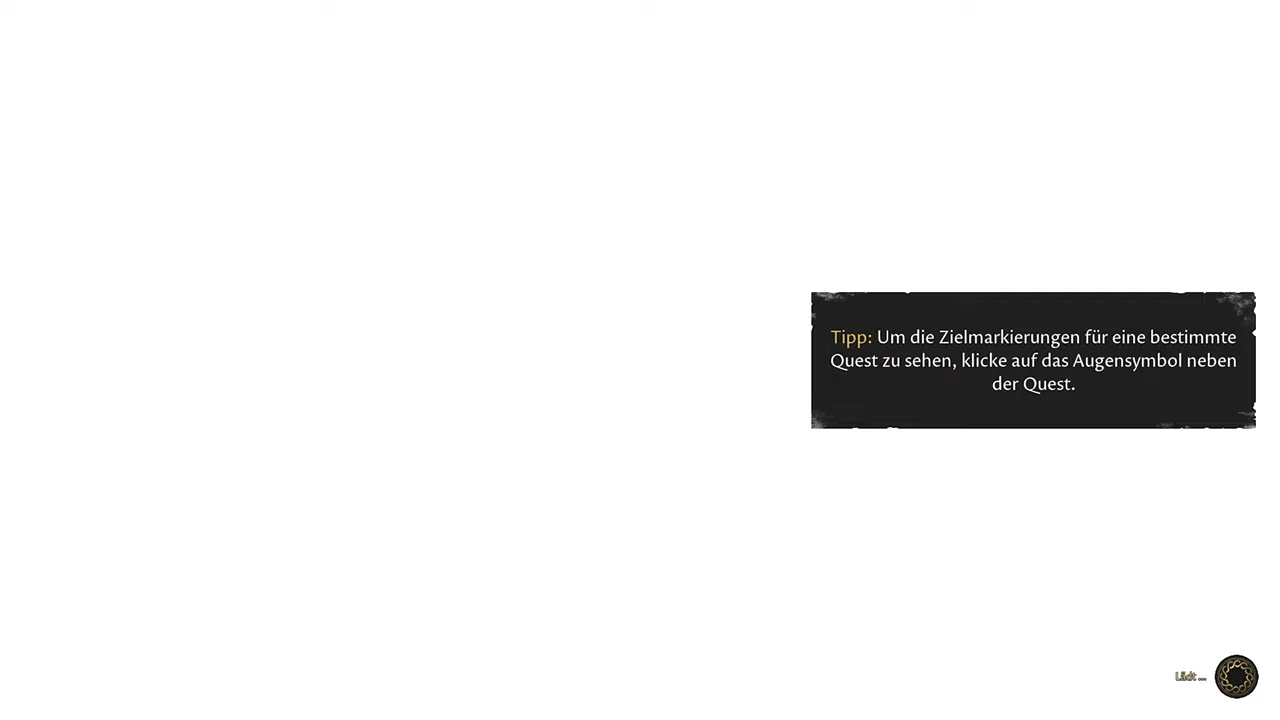 Tipp: Um die Zielmarkierungen für eine bestimmte
Quest zu sehen, klicke auf das Augensymbol neben
der Quest.
Lädt ...